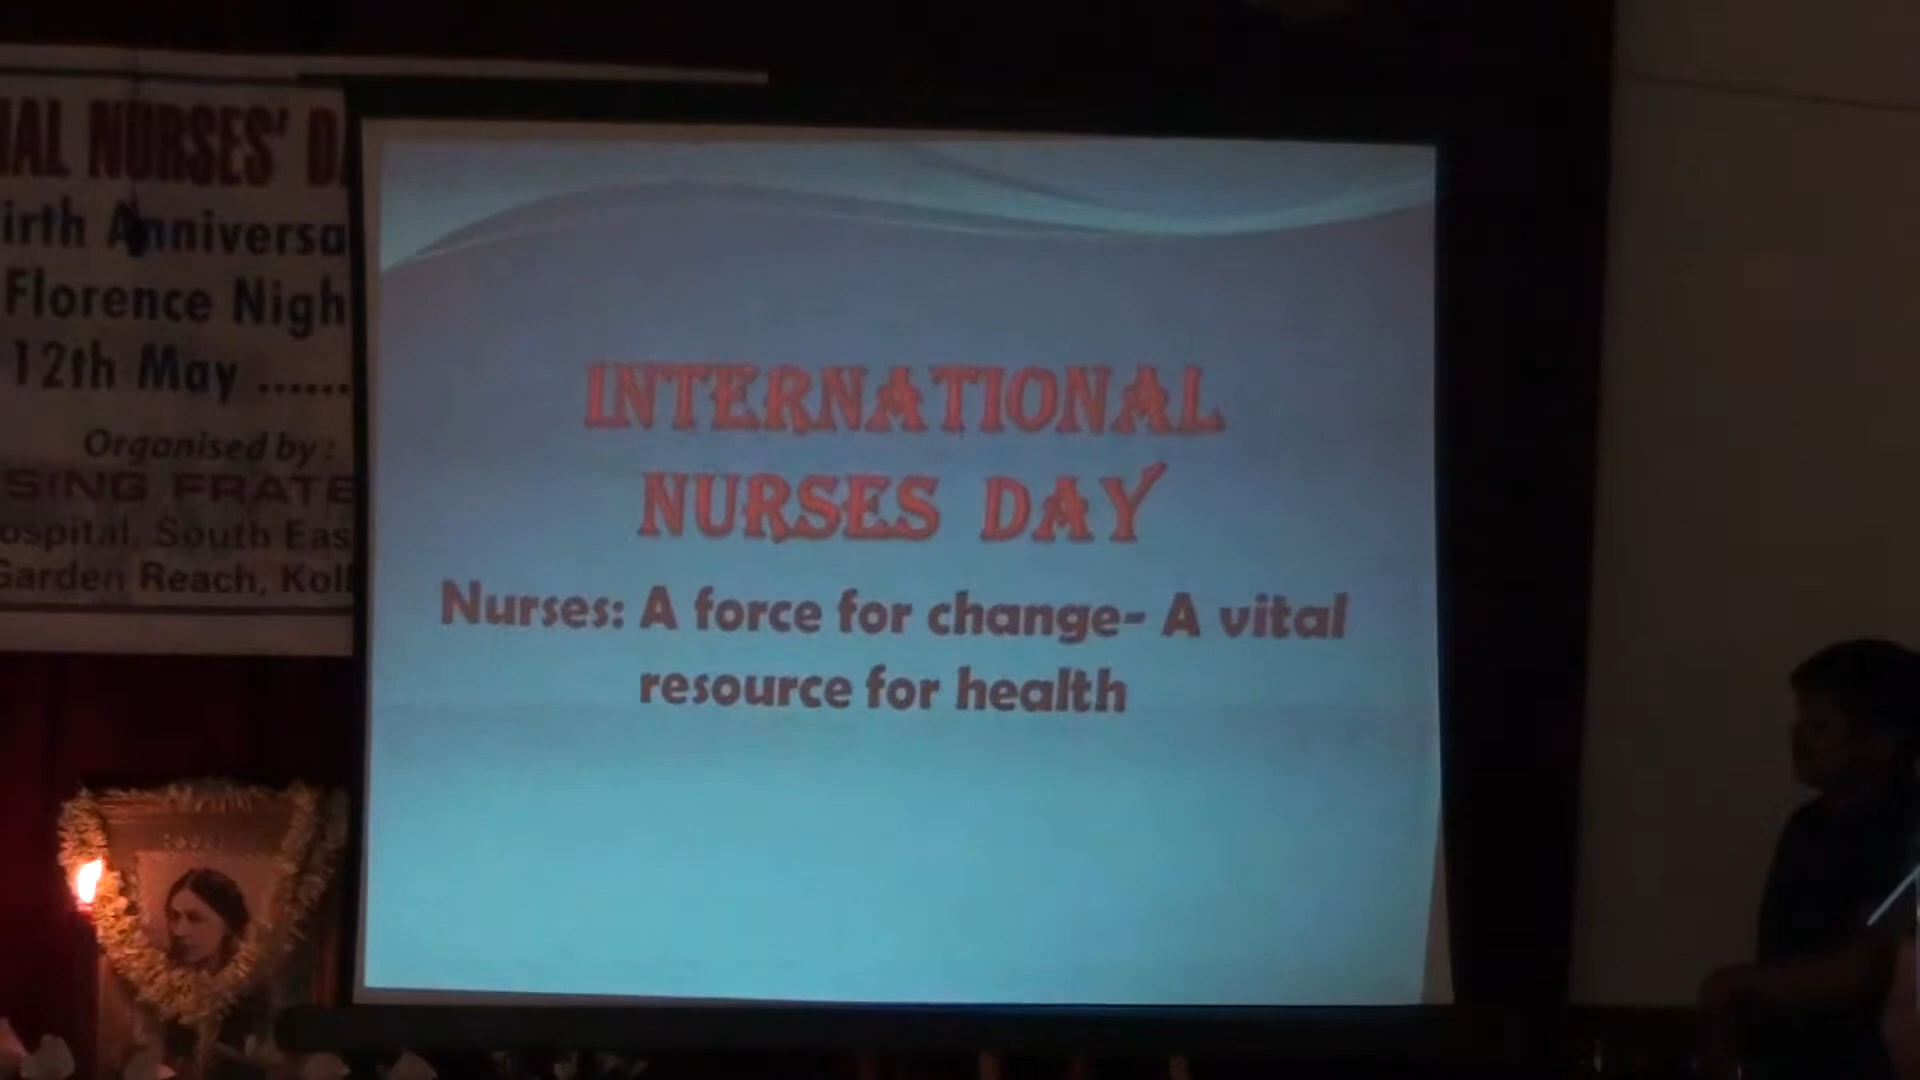 NAL NURSES' DA
irth Anniversa
Florence Nigh
12th May ......
Organised by :
SING FRATE
ospital, South Eas
Garden Reach, Kol
INTERNATIONAL
NURSES DAY
Nurses: A force for change- A vital
resource for health